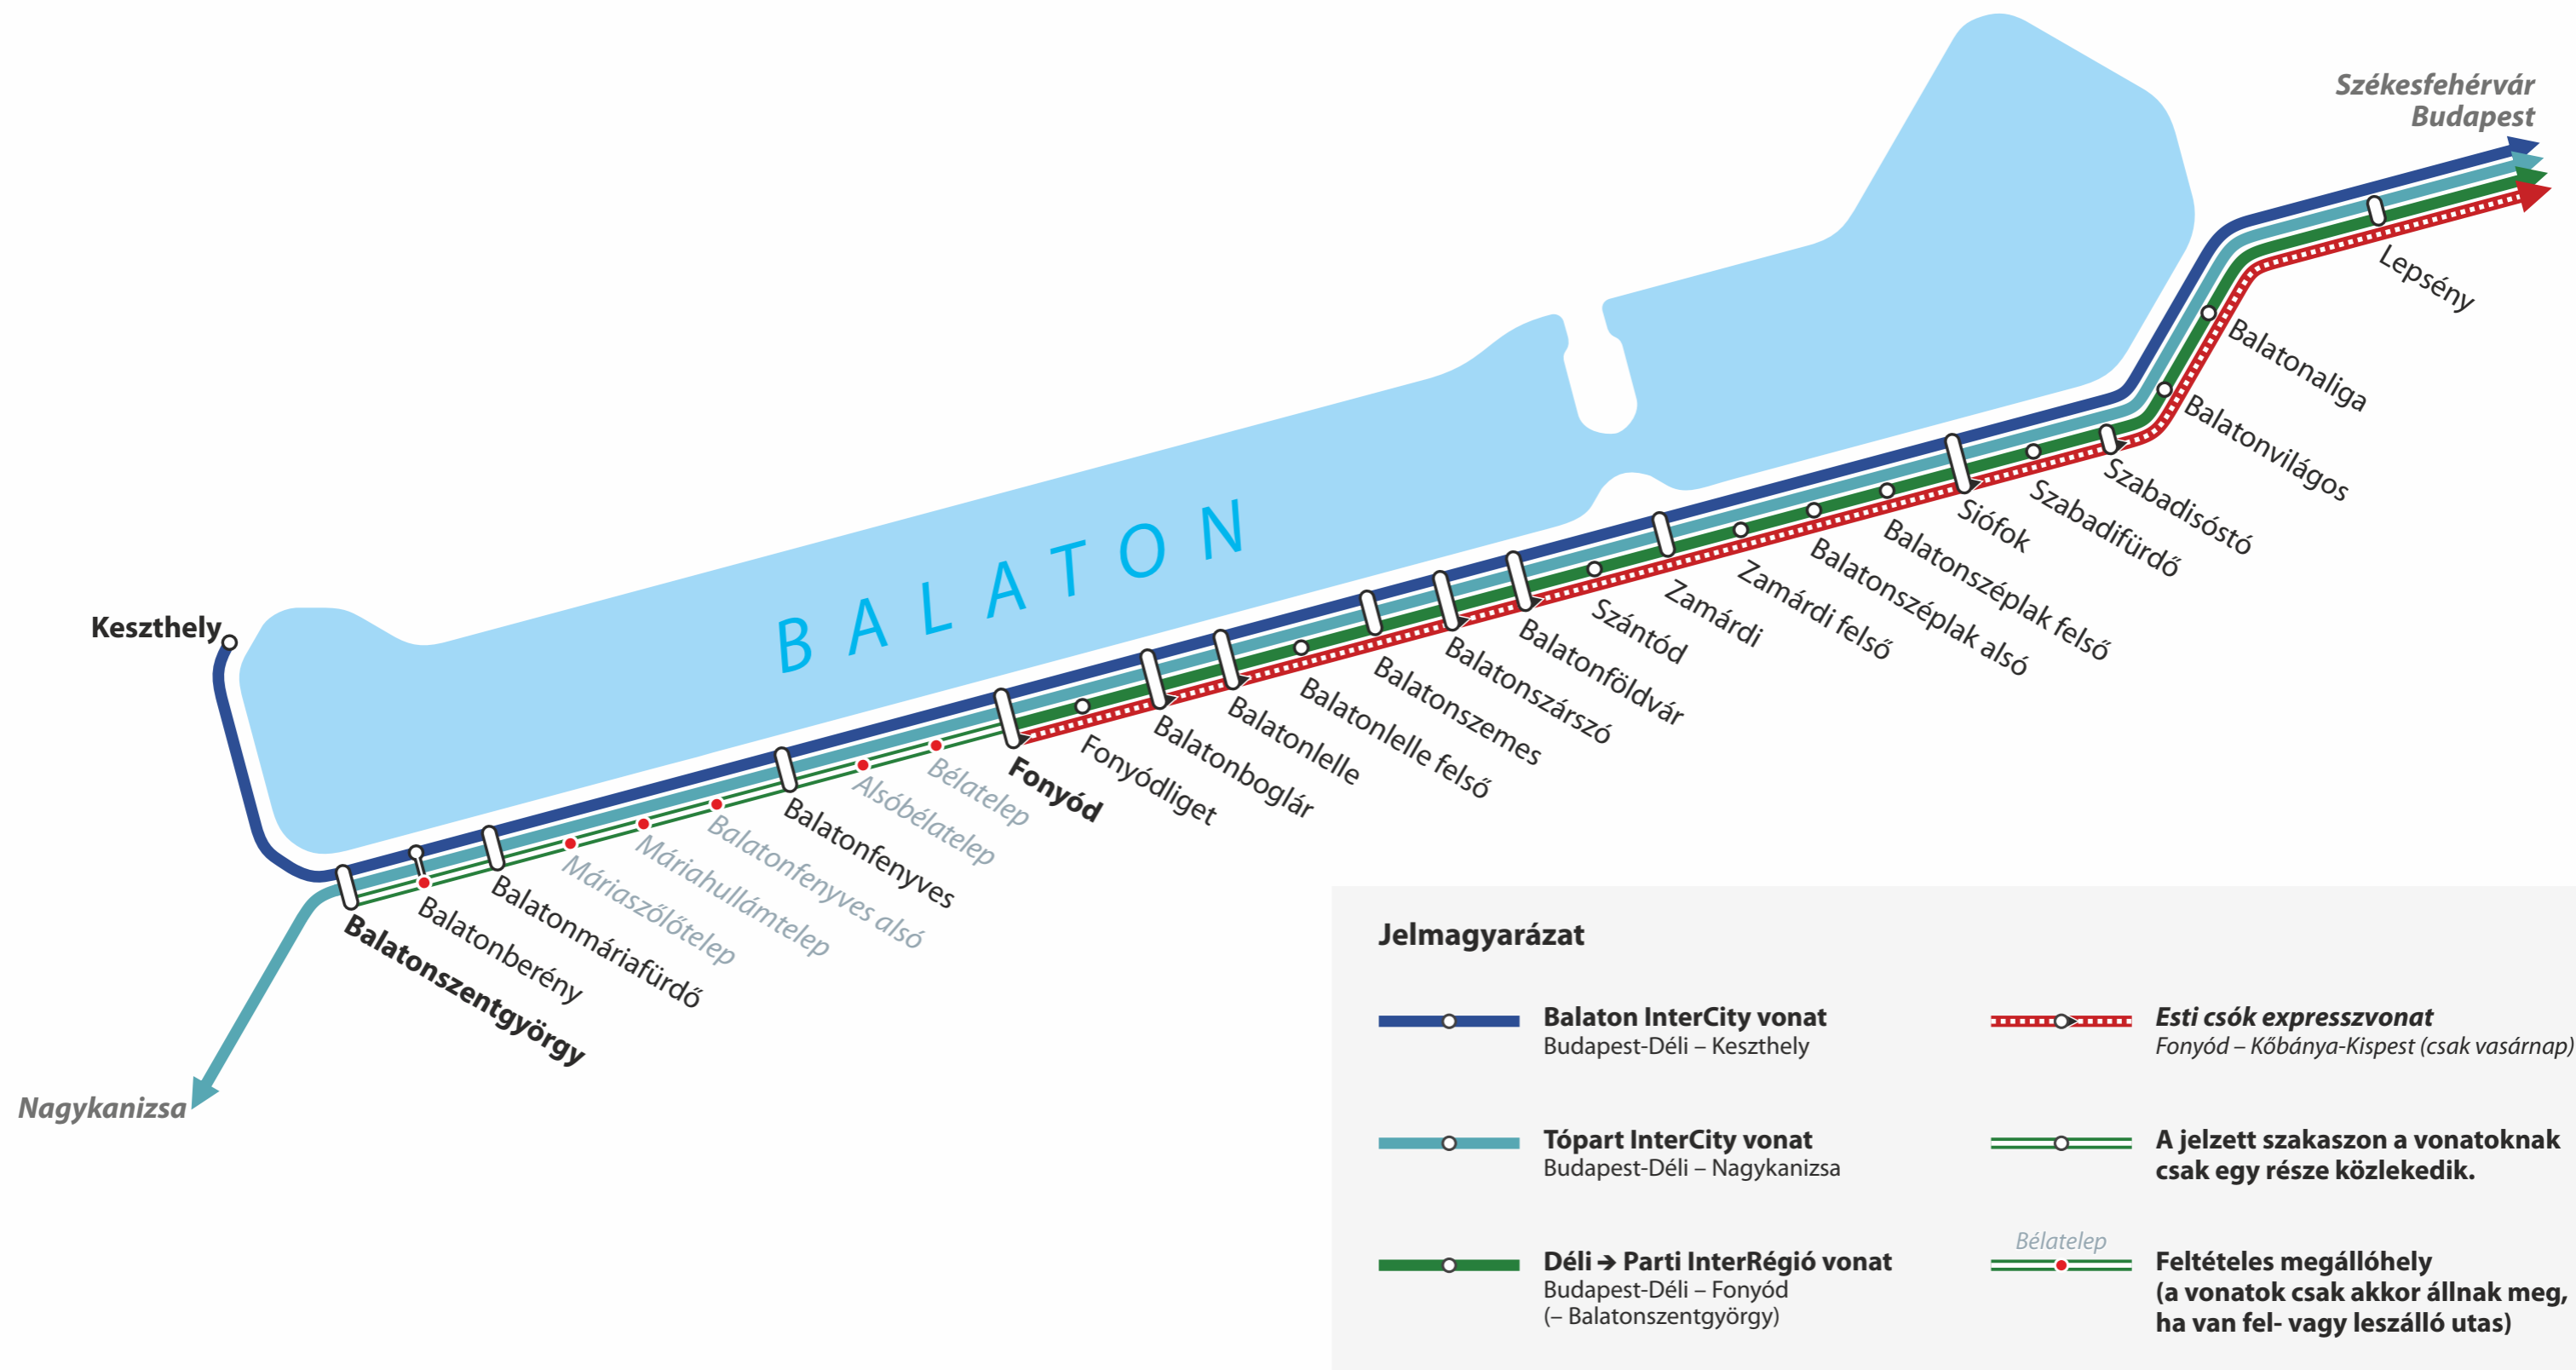 Székesfehérvár
Budapest
Lepsény
Balatonaliga
Balatonvilágos
Szabadisóstó
Szabadifürdő
Siófok
Balatonszéplak felső
Balatonszéplak alsó
Zamárdi felső
Zamárdi
Szántód
Balatonföldvár
Balatonszárszó
Balatonszemes
Balatonlelle felső
Balatonlelle
Balatonboglár
Fonyódliget
Fonyód
Bélatelep
Alsóbélatelep
Balatonfenyves
Balatonfenyves alsó
Máriahullámtelep
Máriaszőlőtelep
Balatonmáriafürdő
Balatonberény
Balatonszentgyörgy
Keszthely
Nagykanizsa
BALATON
Jelmagyarázat
Balaton InterCity vonat
Budapest-Déli – Keszthely
Tópart InterCity vonat
Budapest-Déli – Nagykanizsa
Déli ➔ Parti InterRégió vonat
Budapest-Déli – Fonyód
(– Balatonszentgyörgy)
Esti csók expresszvonat
Fonyód – Kőbánya-Kispest (csak vasárnap)
A jelzett szakaszon a vonatoknak
csak egy része közlekedik.
Bélatelep
Feltételes megállóhely
(a vonatok csak akkor állnak meg,
ha van fel- vagy leszálló utas)